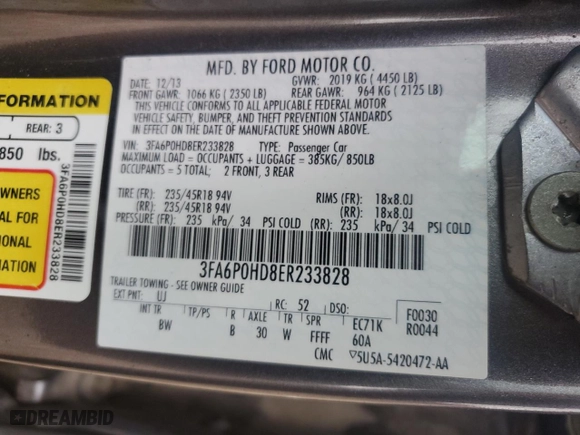 MFD. BY FORD MOTOR CO.
DATE: 12/13 GVWR: 2019 KG ( 4450 LB)
FRONT GAWR: 1066 KG ( 2350 LB) REAR GAWR: 964 KG ( 2125 LB)
THIS VEHICLE CONFORMS TO ALL APPLICABLE FEDERAL MOTOR
VEHICLE SAFETY, BUMPER, AND THEFT PREVENTION STANDARDS
IN EFFECT ON THE DATE OF MANUFACTURE SHOWN ABOVE.
VIN: 3FA6P0HD8ER233828 TYPE: Passenger Car
MAXIMUM LOAD = OCCUPANTS + LUGGAGE = 385KG/ 850LB
OCCUPANTS = 5 TOTAL; 2 FRONT, 3 REAR
TIRE (FR): 235/45R18 94V RIMS (FR): 18x8.0J
(RR): 235/45R18 94V (RR): 18x8.0J
PRESSURE (FR): 235 kPa/ 34 PSI COLD (RR): 235 kPa/ 34 PSI COLD
3FA6P0HD8ER233828
TRAILER TOWING - SEE OWNER GUIDE
EXT PNT: UJ RC: 52 DSO: F0030
INT TR TP/PS R AXLE TR SPR EC71K R0044
BW B 30 W FFFF 60A
CMC 5U5A-5420472-AA
FORMATION
REAR: 3
850 lbs.
3FA6P0HD8ER233828
OWNERS
AL FOR
IONAL
RMATION
DREAMBID